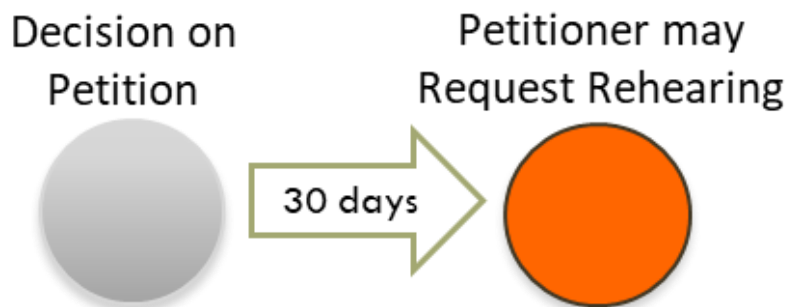 Decision on
Petition
30 days
Petitioner may
Request Rehearing